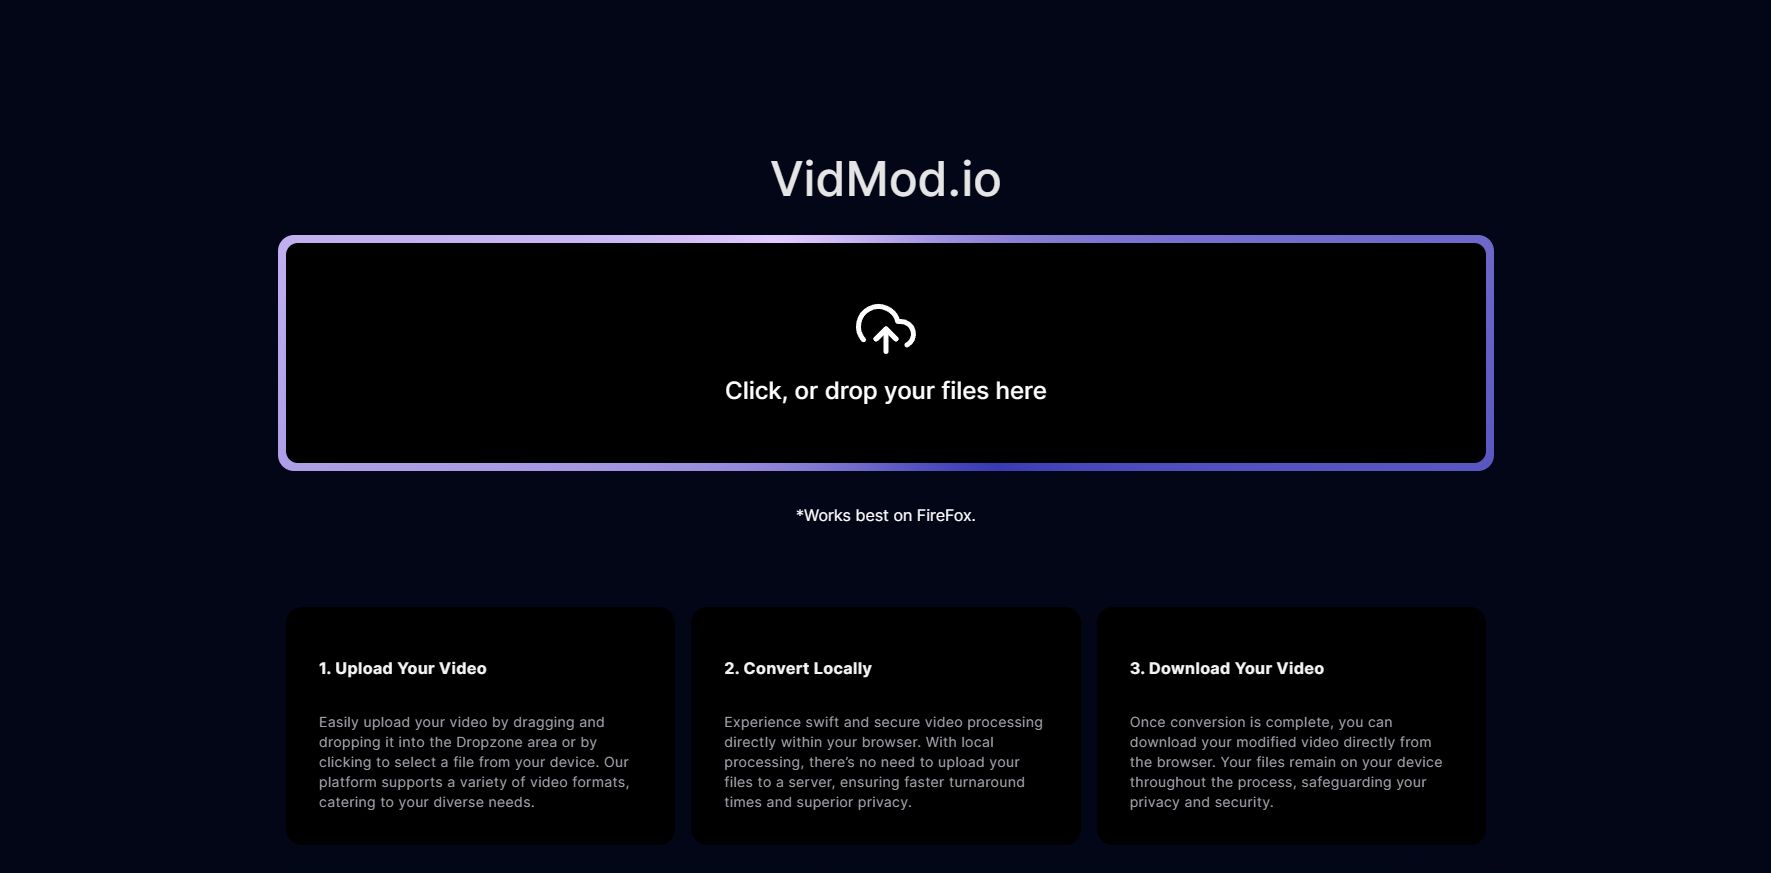 VidMod.io
Click, or drop your files here
*Works best on FireFox.
1. Upload Your Video
Easily upload your video by dragging and
dropping it into the Dropzone area or by
clicking to select a file from your device. Our
platform supports a variety of video formats,
catering to your diverse needs.
2. Convert Locally
Experience swift and secure video processing
directly within your browser. With local
processing, there’s no need to upload your
files to a server, ensuring faster turnaround
times and superior privacy.
3. Download Your Video
Once conversion is complete, you can
download your modified video directly from
the browser. Your files remain on your device
throughout the process, safeguarding your
privacy and security.